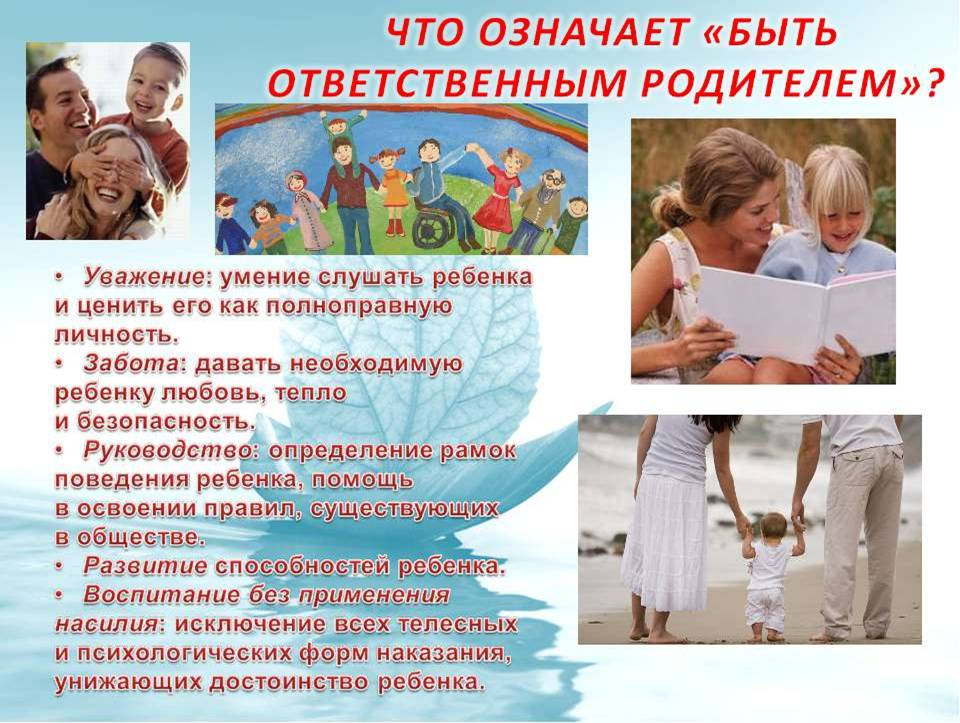 ЧТО ОЗНАЧАЕТ «БЫТЬ
ОТВЕТСТВЕННЫМ РОДИТЕЛЕМ»?
• Уважение: умение слушать ребенка
и ценить его как полноправную
личность.
• Забота: давать необходимую
ребенку любовь, тепло
и безопасность.
• Руководство: определение рамок
поведения ребенка, помощь
в освоении правил, существующих
в обществе.
• Развитие способностей ребенка.
• Воспитание без применения
насилия: исключение всех телесных
и психологических форм наказания,
унижающих достоинство ребенка.